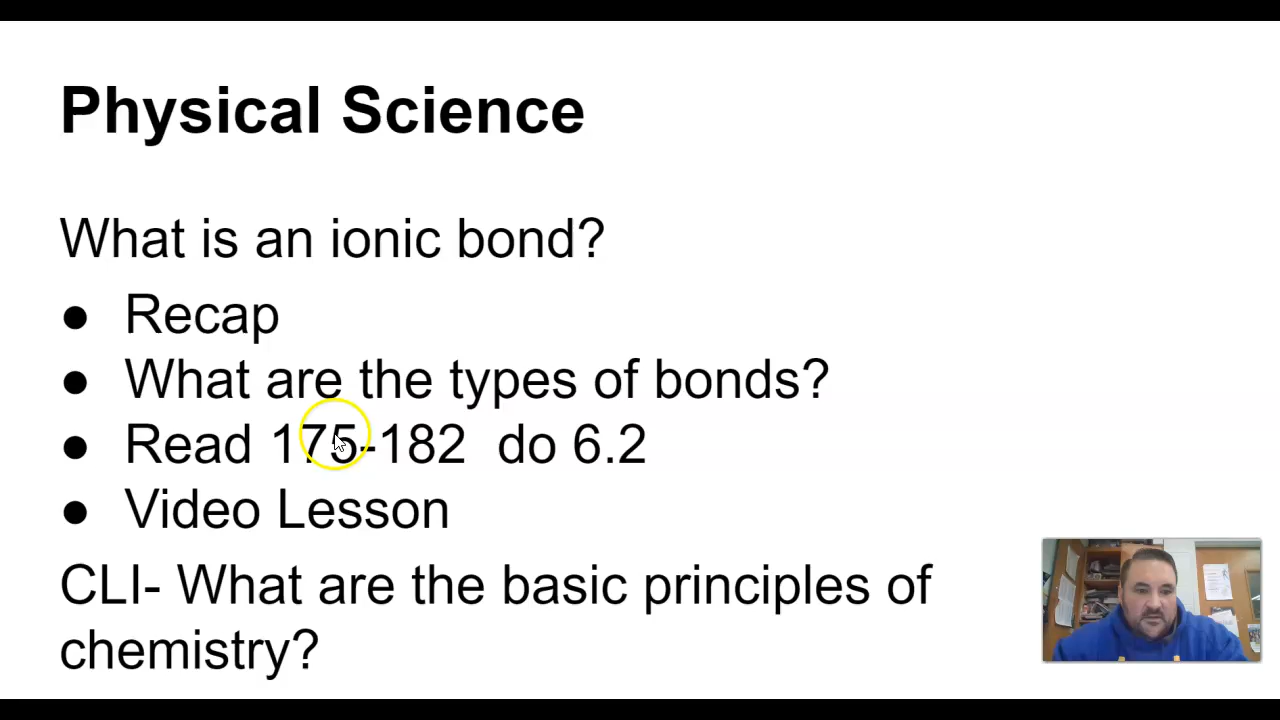 Physical Science
What is an ionic bond?
● Recap
● What are the types of bonds?
● Read 175-182 do 6.2
● Video Lesson
CLI- What are the basic principles of
chemistry?